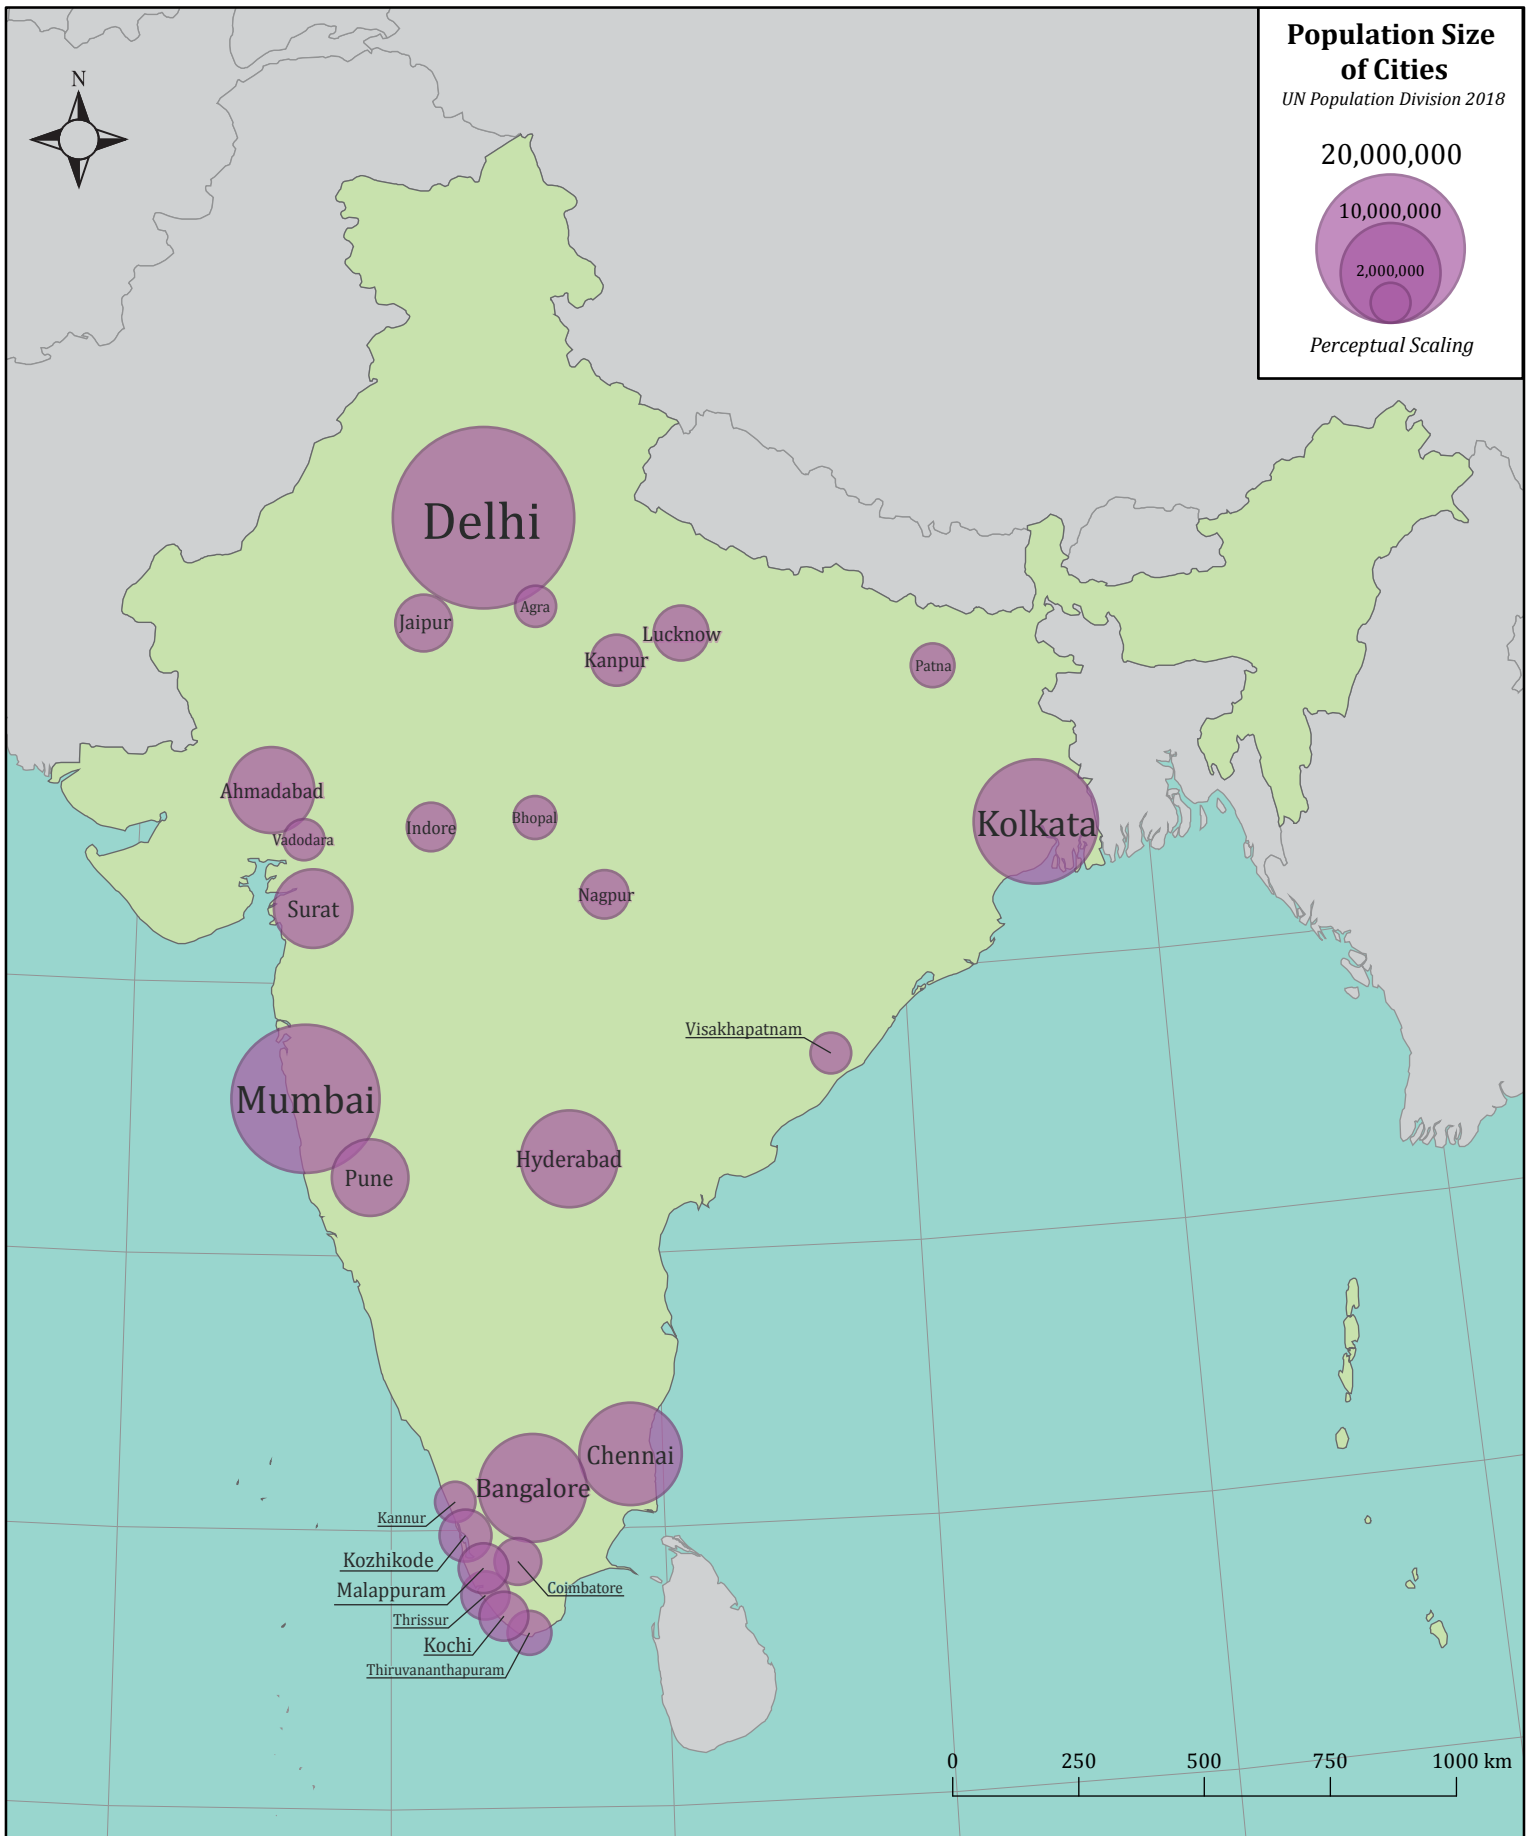 Population Size
of Cities
UN Population Division 2018
20,000,000
10,000,000
2,000,000
Perceptual Scaling
N
Delhi
Agra
Jaipur
Lucknow
Kanpur
Patna
Ahmadabad
Vadodara
Indore
Bhopal
Kolkata
Nagpur
Surat
Visakhapatnam
Mumbai
Hyderabad
Pune
Chennai
Bangalore
Kannur
Kozhikode
Malappuram
Coimbatore
Thrissur
Kochi
Thiruvananthapuram
0 250 500 750 1000 km